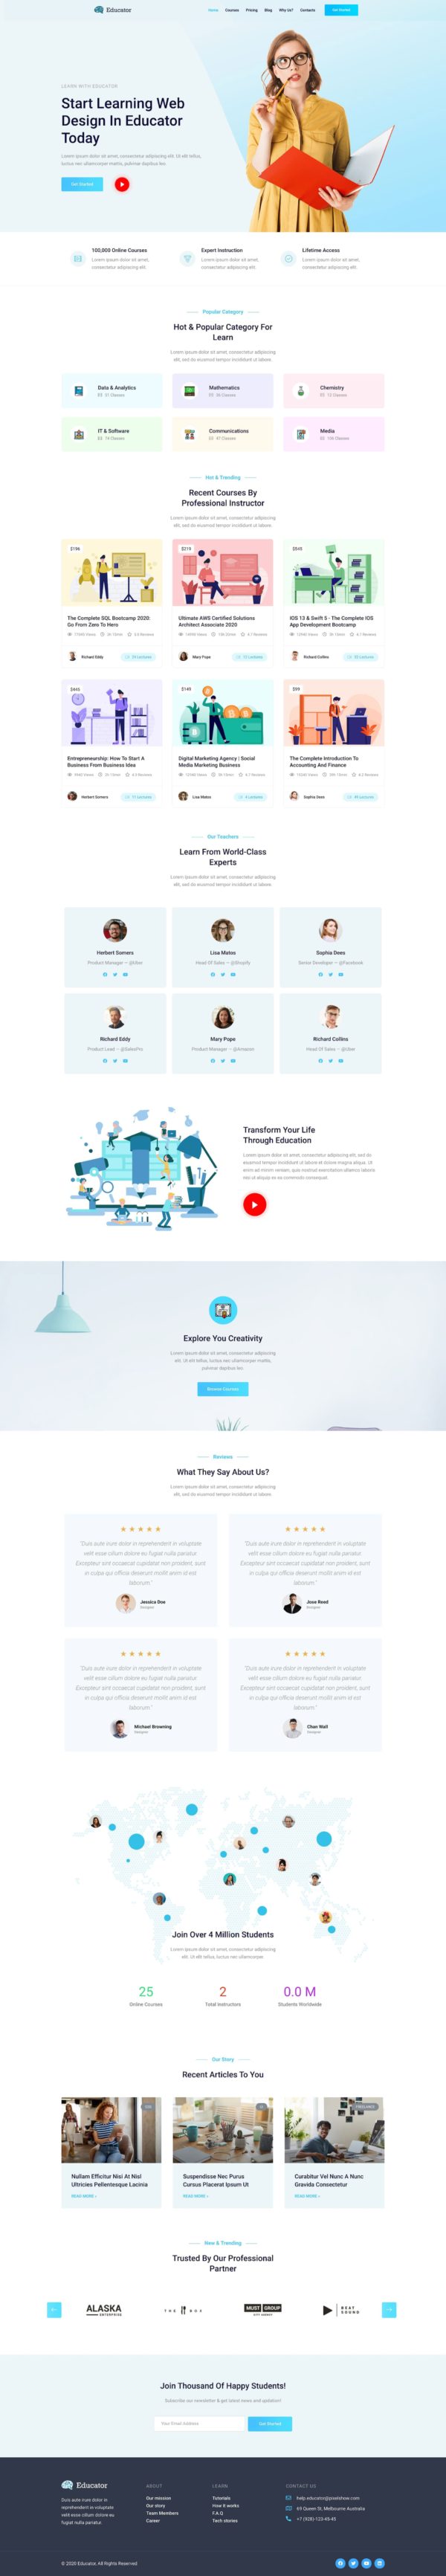 Educator
Home Courses Pricing Blog Why Us? Contacts Get Started
LEARN WITH EDUCATOR
Start Learning Web
Design In Educator
Today
Lorem ipsum dolor sit amet, consectetur adipiscing elit. Ut elit tellus,
luctus nec ullamcorper mattis, pulvinar dapibus leo.
Get Started
100,000 Online Courses
Lorem ipsum dolor sit amet,
consectetur adipiscing elit.
Expert Instruction
Lorem ipsum dolor sit amet,
consectetur adipiscing elit.
Lifetime Access
Lorem ipsum dolor sit amet,
consectetur adipiscing elit.
Popular Category
Hot & Popular Category For
Learn
Lorem ipsum dolor sit amet, consectetur adipiscing
elit, sed do eiusmod tempor incididunt ut labore.
Data & Analytics
Classes
Mathematics
Classes
Chemistry
Classes
IT & Software
Classes
Communications
Classes
Media
Classes
Hot & Trending
Recent Courses By
Professional Instructor
Lorem ipsum dolor sit amet, consectetur adipiscing
elit, sed do eiusmod tempor incididunt ut labore.
The Complete SQL Bootcamp 2020:
Go From Zero To Hero
Richard Eddy
Ultimate AWS Certified Solutions
Architect Associate 2020
Mary Pope
IOS 13 & Swift 5 - The Complete IOS
App Development Bootcamp
Richard Collins
Entrepreneurship: How To Start A
Business From Business Idea
Herbert Somers
$149
Digital Marketing Agency | Social
Media Marketing Business
Lisa Matos
$99
The Complete Introduction To
Accounting And Finance
Sophia Dees
Our Teachers
Learn From World-Class
Experts
Lorem ipsum dolor sit amet, consectetur adipiscing
elit, sed do eiusmod tempor incididunt ut labore.
Herbert Somers
Product Manager – @Uber
Lisa Matos
Head Of Sales – @Shopify
Sophia Dees
Senior Developer – @Facebook
Richard Eddy
Product Lead – @SalesPro
Mary Pope
Product Manager – @Amazon
Richard Collins
Head Of Sales – @Uber
Transform Your Life
Through Education
Lorem ipsum dolor sit amet, consectetur adipiscing elit, sed do
eiusmod tempor incididunt ut labore et dolore magna aliqua. Ut
enim ad minim veniam, quis nostrud exercitation ullamco laboris
nisi ut aliquip ex ea commodo consequat.
Explore You Creativity
Lorem ipsum dolor sit amet, consectetur adipiscing
elit. Ut elit tellus, luctus nec ullamcorper mattis,
pulvinar dapibus leo.
Browse Courses
Reviews
What They Say About Us?
Lorem ipsum dolor sit amet, consectetur adipiscing
elit, sed do eiusmod tempor incididunt ut labore.
"Duis aute irure dolor in reprehenderit in voluptate
velit esse cillum dolore eu fugiat nulla pariatur.
Excepteur sint occaecat cupidatat non proident, sunt
in culpa qui officia deserunt mollit anim id est
laborum."
Jessica Doe
Designer
"Duis aute irure dolor in reprehenderit in voluptate
velit esse cillum dolore eu fugiat nulla pariatur.
Excepteur sint occaecat cupidatat non proident, sunt
in culpa qui officia deserunt mollit anim id est
laborum."
Jose Reed
Designer
"Duis aute irure dolor in reprehenderit in voluptate
velit esse cillum dolore eu fugiat nulla pariatur.
Excepteur sint occaecat cupidatat non proident, sunt
in culpa qui officia deserunt mollit anim id est
laborum."
Michael Browning
Designer
"Duis aute irure dolor in reprehenderit in voluptate
velit esse cillum dolore eu fugiat nulla pariatur.
Excepteur sint occaecat cupidatat non proident, sunt
in culpa qui officia deserunt mollit anim id est
laborum."
Chan Wall
Designer
Join Over 4 Million Students
Lorem ipsum dolor sit amet, consectetur adipiscing
elit. Ut elit tellus, luctus nec ullamcorper.
25
Online Courses
2
Total Instructors
0.0 M
Students Worldwide
Our Story
Recent Articles To You
Nullam Efficitur Nisi At Nisl
Ultricies Pellentesque Lacinia
READ MORE »
Suspendisse Nec Purus
Cursus Placerat Ipsum Ut
READ MORE »
FREELANCE
Curabitur Vel Nunc A Nunc
Gravida Consectetur
READ MORE »
New & Trending
Trusted By Our Professional
Partner
ALASKA
ENTERPRISE
THE BOX
MUST GROUP
CITY AGENCY
BEAT
SOUND
Join Thousand Of Happy Students!
Subscribe our newsletter & get latest news and updation!
Your Email Address
Get Started
Educator
Duis aute irure dolor in
reprehenderit in voluptate
velit esse cillum dolore eu
fugiat nulla pariatur.
ABOUT
Our mission
Our story
Team Members
Career
LEARN
Tutorials
How it works
F.A.Q
Tech stories
CONTACT US
help.educator@pixelshow.com
69 Queen St, Melbourne Australia
+7 (928)-123-45-45
© 2020 Educator. All Rights Reserved